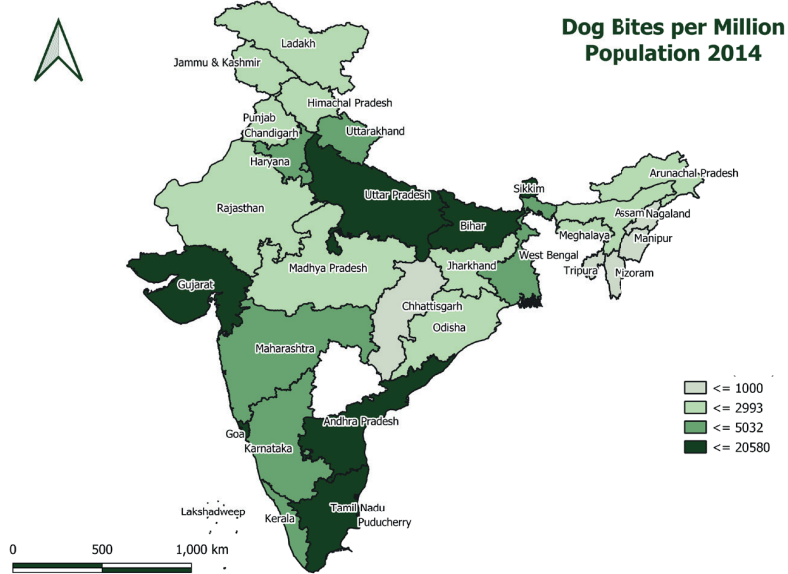 Dog Bites per Million
Population 2014
Ladakh
Jammu & Kashmir
Himachal Pradesh
Punjab
Chandigarh
Uttarakhand
Haryana
Arunachal Pradesh
Sikkim
Uttar Pradesh
Rajasthan
Assam
Nagaland
Bihar
Meghalaya
Manipur
West Bengal
Jharkhand
Madhya Pradesh
Tripura
Mizoram
Gujarat
Chhattisgarh
Odisha
Maharashtra
<= 1000
<= 2993
<= 5032
<= 20580
Andhra Pradesh
Goa
Karnataka
Tamil Nadu
Lakshadweep
Kerala
Puducherry
0 500 1,000 km